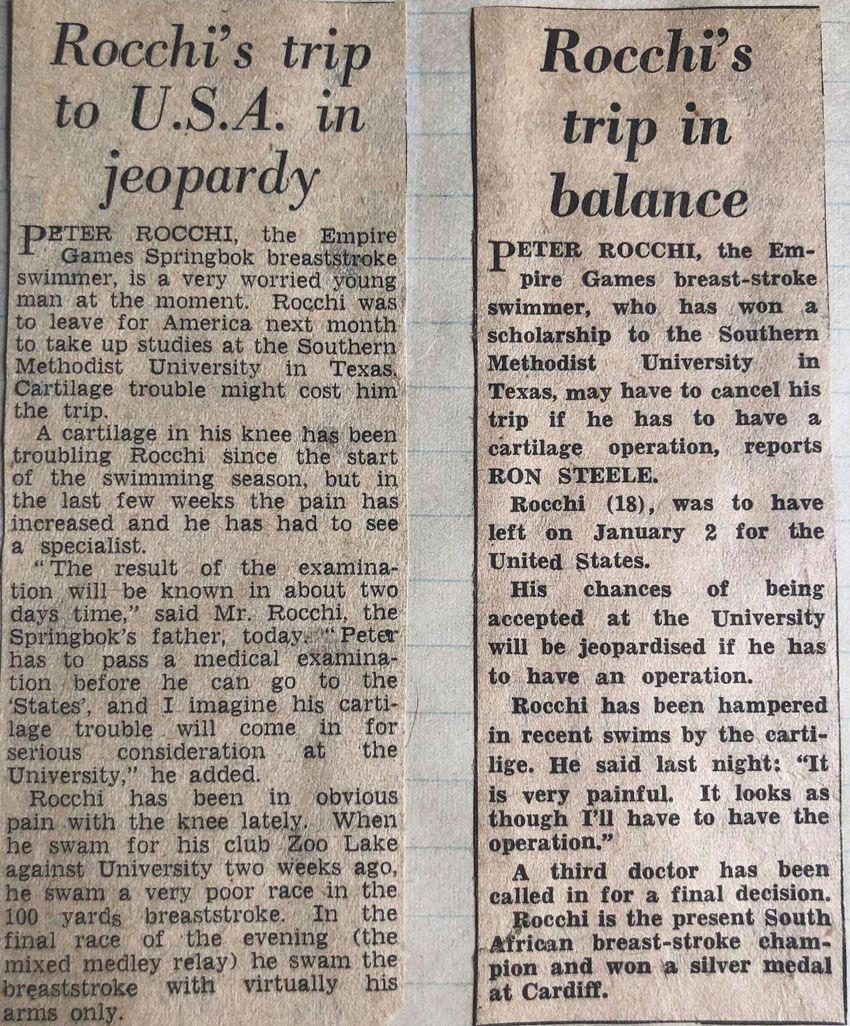 Rocchi's trip
to U.S.A. in
jeopardy
PETER ROCCHI, the Empire
Games Springbok breaststroke
swimmer, is a very worried young
man at the moment. Rocchi was
to leave for America next month
to take up studies at the Southern
Methodist University in Texas.
Cartilage trouble might cost him
the trip.
A cartilage in his knee has been
troubling Rocchi since the start
of the swimming season, but in
the last few weeks the pain has
increased and he has had to see
a specialist.
"The result of the examina-
tion will be known in about two
days time," said Mr. Rocchi, the
Springbok's father, today. "Peter
has to pass a medical examina-
tion before he can go to the
'States', and I imagine his carti-
lage trouble will come in for
serious consideration at the
University," he added.
Rocchi has been in obvious
pain with the knee lately. When
he swam for his club Zoo Lake
against University two weeks ago,
he swam a very poor race in the
100 yards breaststroke. In the
final race of the evening (the
mixed medley relay) he swam the
breaststroke with virtually his
arms only.
Rocchi's
trip in
balance
PETER ROCCHI, the Em-
pire Games breast-stroke
swimmer, who has won a
scholarship to the Southern
Methodist University in
Texas, may have to cancel his
trip if he has to have a
cartilage operation, reports
RON STEELE.
Rocchi (18), was to have
left on January 2 for the
United States.
His chances of being
accepted at the University
will be jeopardised if he has
to have an operation.
Rocchi has been hampered
in recent swims by the carti-
lige. He said last night: "It
is very painful. It looks as
though I'll have to have the
operation."
A third doctor has been
called in for a final decision.
Rocchi is the present South
African breast-stroke cham-
pion and won a silver medal
at Cardiff.